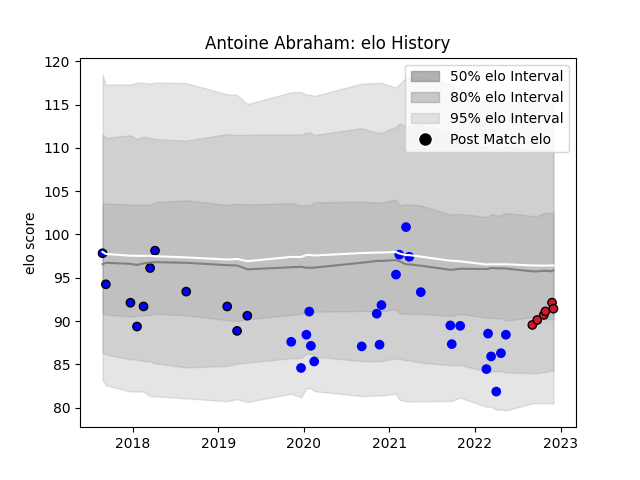 Antoine Abraham: elo History
50% elo Interval
80% elo Interval
95% elo Interval
Post Match elo
elo score
120
115
110
105
100
95
90
85
80
2018 2019 2020 2021 2022 2023